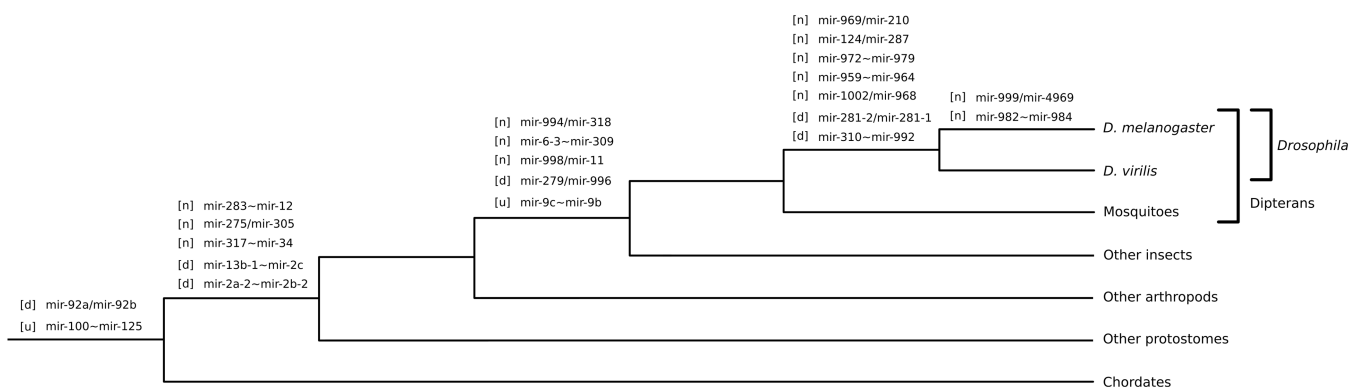 [n] mir-969/mir-210
[n] mir-124/mir-287
[n] mir-972~mir-979
[n] mir-959~mir-964
[n] mir-1002/mir-968
[d] mir-281-2/mir-281-1
[d] mir-310~mir-992
[n] mir-999/mir-4969
[n] mir-982~mir-984
[n] mir-994/mir-318
[n] mir-6-3~mir-309
[n] mir-998/mir-11
[d] mir-279/mir-996
[u] mir-9c~mir-9b
[n] mir-283~mir-12
[n] mir-275/mir-305
[n] mir-317~mir-34
[d] mir-13b-1~mir-2c
[d] mir-2a-2~mir-2b-2
[d] mir-92a/mir-92b
[u] mir-100~mir-125
D. melanogaster
Drosophila
D. virilis
Dipterans
Mosquitoes
Other insects
Other arthropods
Other protostomes
Chordates